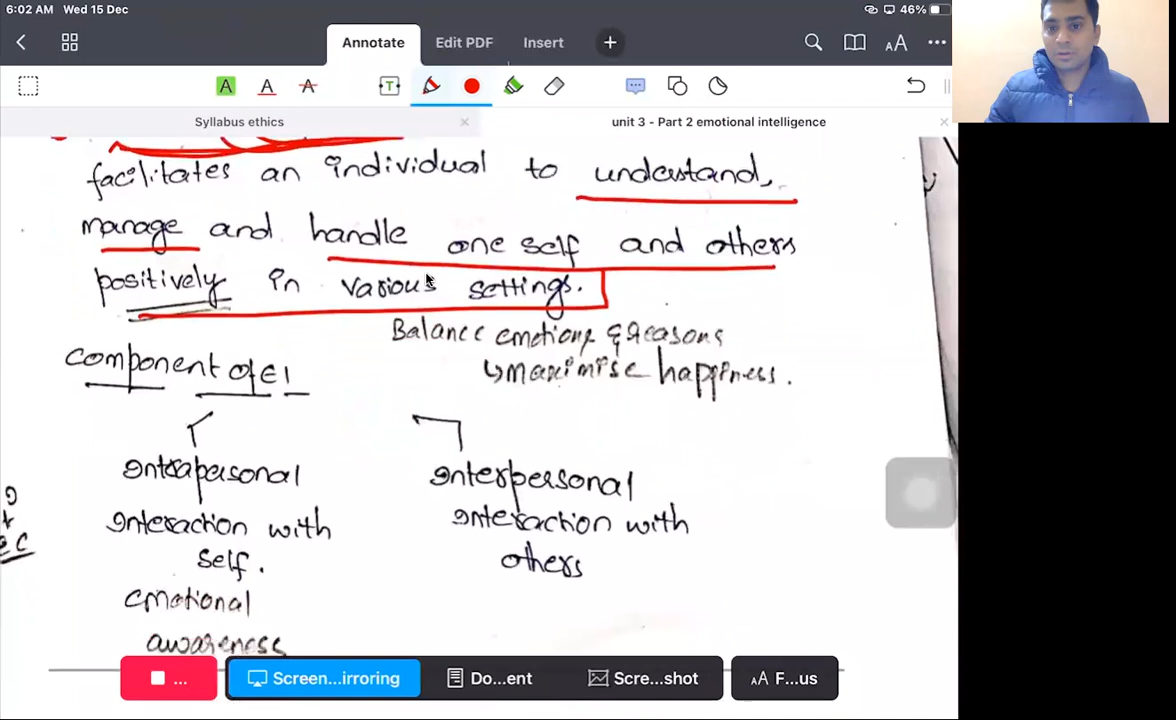 6:02 AM Wed 15 Dec 46%
Annotate Edit PDF Insert
Syllabus ethics unit 3 - Part 2 emotional intelligence
facilitates an individual to understand,
manage and handle one self and others
positively in various settings.
Balance emotions & Reasons
↳maximise happiness.
component of EI
Intrapersonal Interpersonal
Interaction with Interaction with
self. others
emotional
awareness
... Screen...irroring Do...ent Scre...shot AA F...us